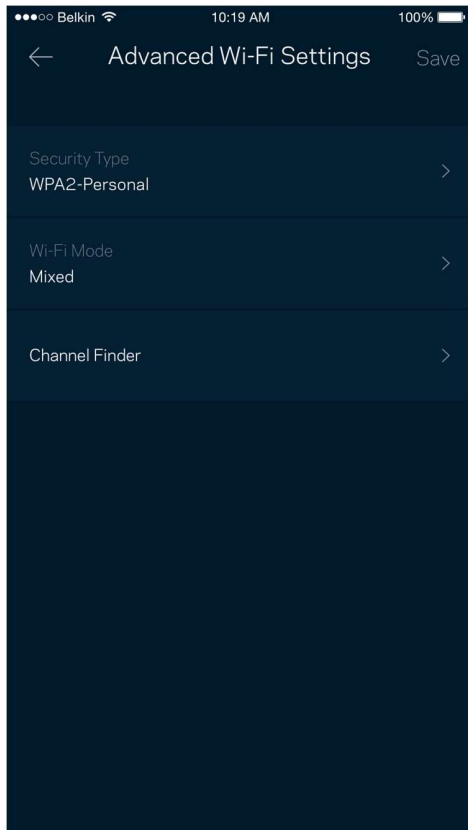 Belkin 10:19 AM 100%
Advanced Wi-Fi Settings Save
Security Type
WPA2-Personal
Wi-Fi Mode
Mixed
Channel Finder